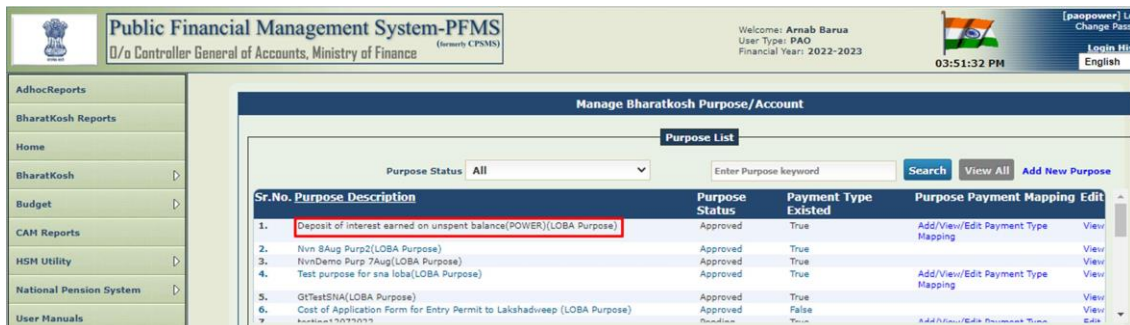 Public Financial Management System-PFMS
(formerly CPSMS)
O/o Controller General of Accounts, Ministry of Finance
Welcome: Arnab Barua
User Type: PAO
Financial Year: 2022-2023
03:51:32 PM
[paopower]
Change Pass
Login His
English
AdhocReports
BharatKosh Reports
Home
BharatKosh
Budget
CAM Reports
HSM Utility
National Pension System
User Manuals
Manage Bharatkosh Purpose/Account
Purpose List
Purpose Status All
Enter Purpose keyword
Search View All Add New Purpose
Sr.No. Purpose Description Purpose Status Payment Type Existed Purpose Payment Mapping Edit
1. Deposit of interest earned on unspent balance(POWER)(LOBA Purpose) Approved True Add/View/Edit Payment Type Mapping View
2. Nvn 8Aug Purp2(LOBA Purpose) Approved True View
3. NvnDemo Purp 7Aug(LOBA Purpose) Approved True View
4. Test purpose for sna loba(LOBA Purpose) Approved True Add/View/Edit Payment Type Mapping View
5. GtTestSNA(LOBA Purpose) Approved True View
6. Cost of Application Form for Entry Permit to Lakshadweep (LOBA Purpose) Approved False View
7. testing12072022 Pending True Add/View/Edit Payment Type Edit